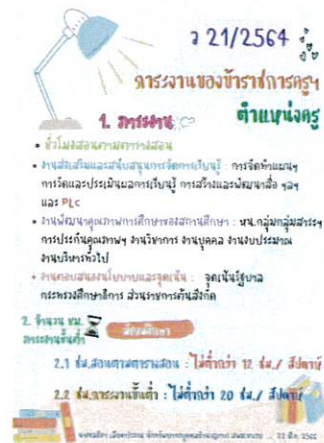 ว 21/2564
ภาระงานของข้าราชการครูฯ
ตำแหน่งครู
1. ภาระงาน
• ชั่วโมงสอนตามตารางสอน
• งานส่งเสริมและสนับสนุนการจัดการเรียนรู้ : การจัดทำแผนฯ
การวัดและประเมินผลการเรียนรู้ การสร้างและพัฒนาสื่อ ฯลฯ
และ PLC
• งานพัฒนาคุณภาพการศึกษาของสถานศึกษา : หน.กลุ่มกลุ่มสาระฯ
การประกันคุณภาพฯ งานวิชาการ งานบุคคล งานงบประมาณ
งานบริหารทั่วไป
• งานตอบสนองนโยบายและจุดเน้น : จุดเน้นรัฐบาล
กระทรวงศึกษาธิการ ส่วนราชการต้นสังกัด
2. จำนวน ชม.
ภาระงานขั้นต่ำ
มัธยมศึกษา
2.1 ชม.สอนตามตารางสอน : ไม่ต่ำกว่า 12 ชม./ สัปดาห์
2.2 ชม.ภาระงานขั้นต่ำ : ไม่ต่ำกว่า 20 ชม./ สัปดาห์